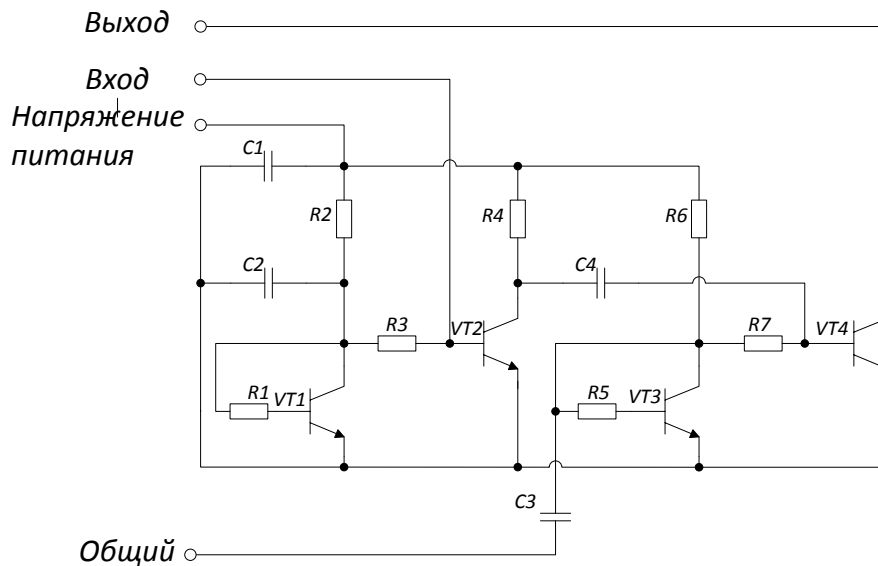 Выход
Вход
Напряжение
питания
C1
R2
R4
R6
C2
C4
R3
VT2
R7
VT4
R1
VT1
R5
VT3
C3
Общий